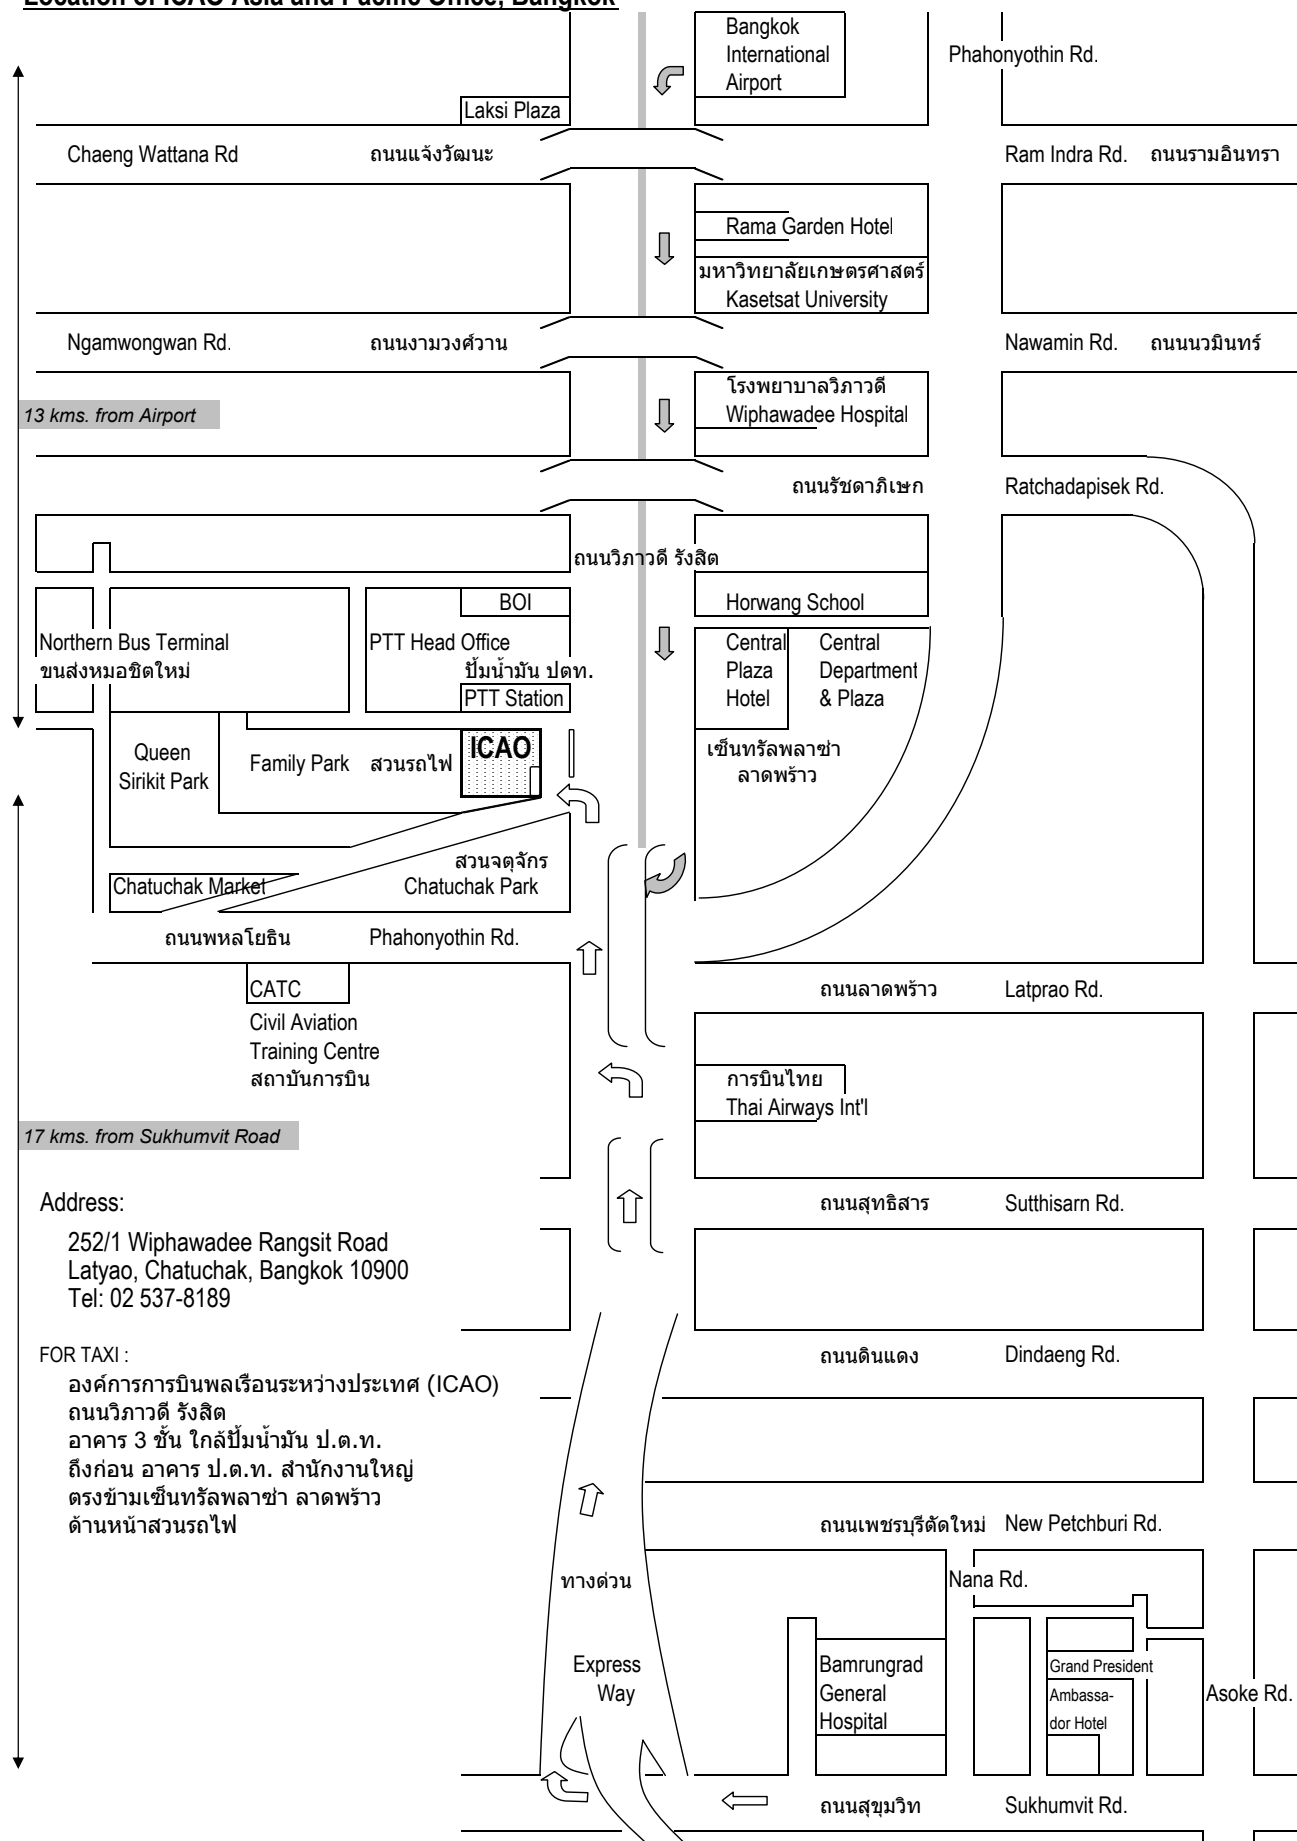 Location of ICAO Asia and Pacific Office, Bangkok
Bangkok
International
Airport
Phahonyothin Rd.
Laksi Plaza
Chaeng Wattana Rd
ถนนแจ้งวัฒนะ
Ram Indra Rd.
ถนนรามอินทรา
Rama Garden Hotel
มหาวิทยาลัยเกษตรศาสตร์
Kasetsat University
Ngamwongwan Rd.
ถนนงามวงศ์วาน
Nawamin Rd.
ถนนนวมินทร์
โรงพยาบาลวิภาวดี
Wiphawadee Hospital
13 kms. from Airport
ถนนรัชดาภิเษก
Ratchadapisek Rd.
ถนนวิภาวดี รังสิต
BOI
Horwang School
Northern Bus Terminal
ขนส่งหมอชิตใหม่
PTT Head Office
ปั้มน้ำมัน ปตท.
PTT Station
Central
Plaza
Hotel
Central
Department
& Plaza
Queen
Sirikit Park
Family Park
สวนรถไฟ
ICAO
เซ็นทรัลพลาซ่า
ลาดพร้าว
สวนจตุจักร
Chatuchak Park
Chatuchak Market
ถนนพหลโยธิน
Phahonyothin Rd.
CATC
Civil Aviation
Training Centre
สถาบันการบิน
ถนนลาดพร้าว
Latprao Rd.
การบินไทย
Thai Airways Int'l
17 kms. from Sukhumvit Road
Address:
252/1 Wiphawadee Rangsit Road
Latyao, Chatuchak, Bangkok 10900
Tel: 02 537-8189
ถนนสุทธิสาร
Sutthisarn Rd.
FOR TAXI :
องค์การการบินพลเรือนระหว่างประเทศ (ICAO)
ถนนวิภาวดี รังสิต
อาคาร 3 ชั้น ใกล้ปั้มน้ำมัน ป.ต.ท.
ถึงก่อน อาคาร ป.ต.ท. สำนักงานใหญ่
ตรงข้ามเซ็นทรัลพลาซ่า ลาดพร้าว
ด้านหน้าสวนรถไฟ
ถนนดินแดง
Dindaeng Rd.
ถนนเพชรบุรีตัดใหม่
New Petchburi Rd.
ทางด่วน
Nana Rd.
Express
Way
Bamrungrad
General
Hospital
Grand President
Ambassa-
dor Hotel
Asoke Rd.
ถนนสุขุมวิท
Sukhumvit Rd.